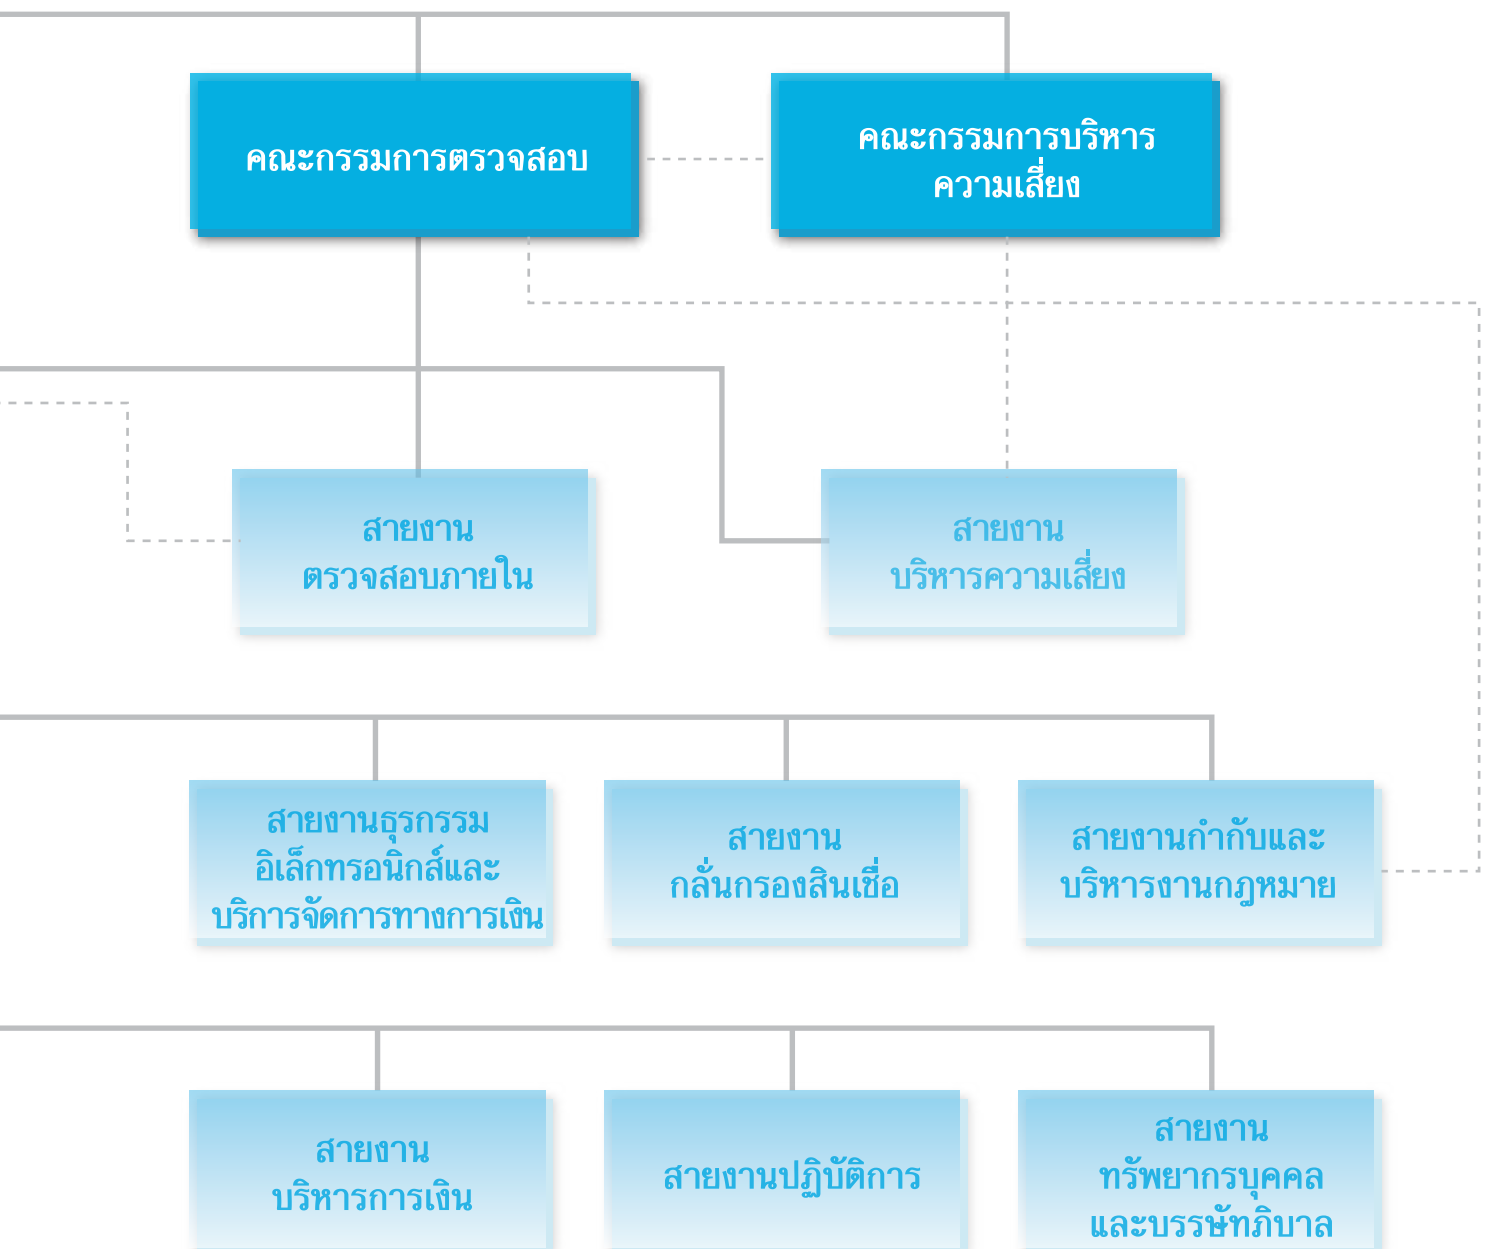 คณะกรรมการตรวจสอบ
คณะกรรมการบริหาร
ความเสี่ยง
สายงาน
ตรวจสอบภายใน
สายงาน
บริหารความเสี่ยง
สายงานธุรกรรม
อิเล็กทรอนิกส์และ
บริการจัดการทางการเงิน
สายงาน
กลั่นกรองสินเชื่อ
สายงานกำกับและ
บริหารงานกฎหมาย
สายงาน
บริหารการเงิน
สายงานปฏิบัติการ
สายงาน
ทรัพยากรบุคคล
และบรรษัทภิบาล